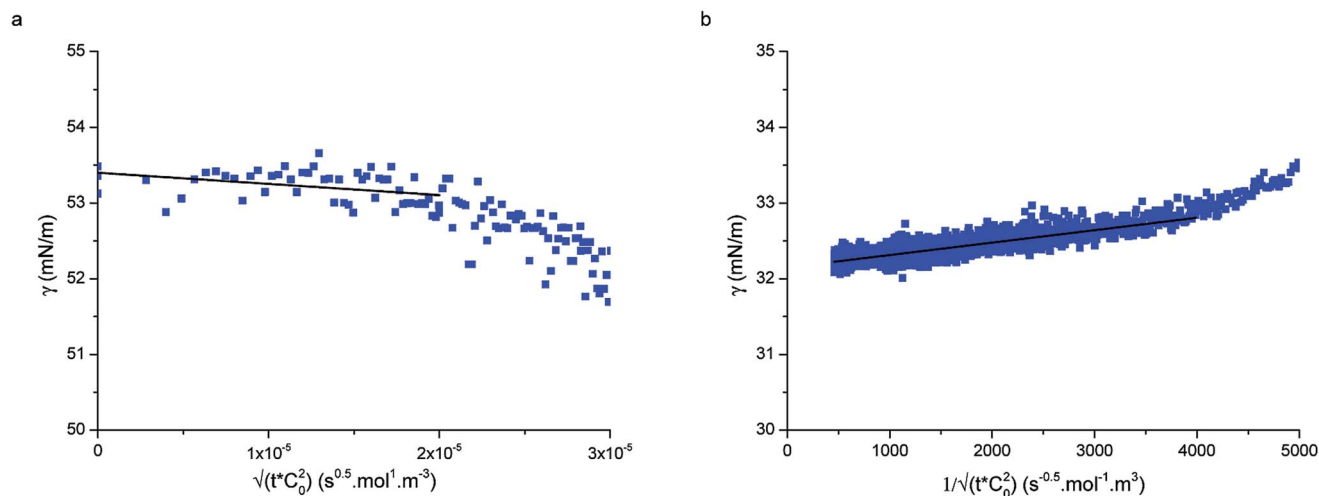 a
55
54
53
52
51
50
γ (mN/m)
0
1x10⁻⁵
2x10⁻⁵
3x10⁻⁵
√(t*C₀²) (s⁰·⁵.mol¹.m⁻³)
b
35
34
33
32
31
30
γ (mN/m)
0
1000
2000
3000
4000
5000
1/√(t*C₀²) (s⁻⁰·⁵.mol⁻¹.m³)